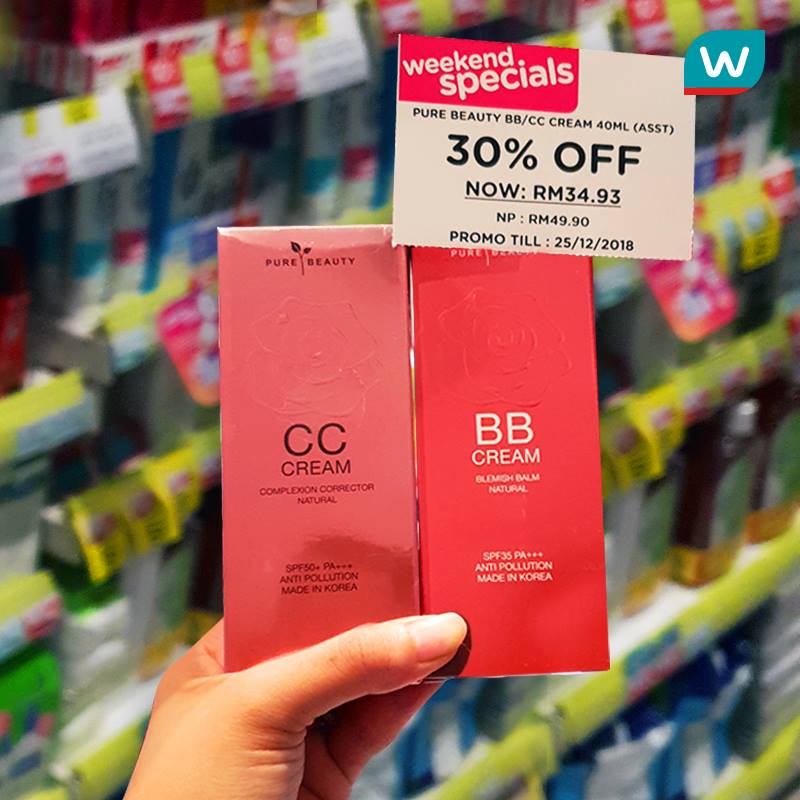 W
weekend
specials
PURE BEAUTY BB/CC CREAM 40ML (ASST)
30% OFF
NOW: RM34.93
NP : RM49.90
PROMO TILL : 25/12/2018
PURE BEAUTY
CC
CREAM
COMPLEXION CORRECTOR
NATURAL
SPF50+ PA+++
ANTI POLLUTION
MADE IN KOREA
PURE BEAUTY
BB
CREAM
BLEMISH BALM
NATURAL
SPF35 PA+++
ANTI POLLUTION
MADE IN KOREA